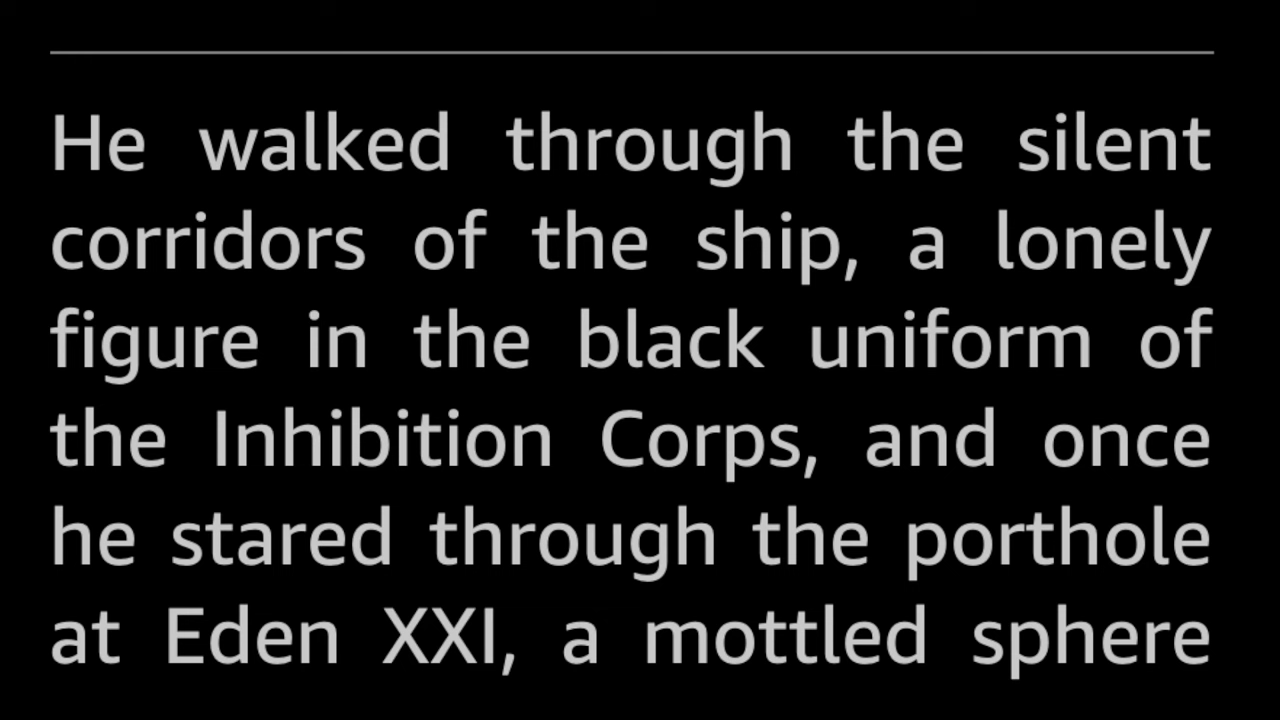 He walked through the silent
corridors of the ship, a lonely
figure in the black uniform of
the Inhibition Corps, and once
he stared through the porthole
at Eden XXI, a mottled sphere